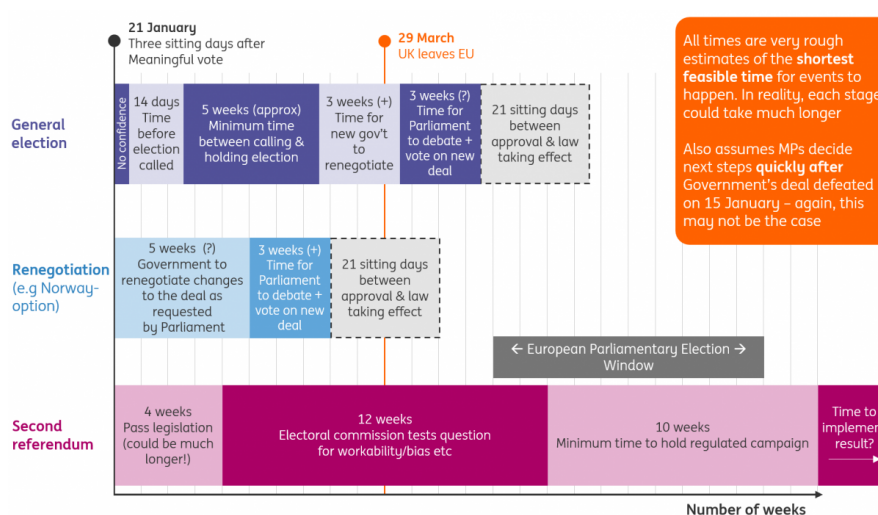 21 January
Three sitting days after
Meaningful vote
29 March
UK leaves EU
All times are very rough
estimates of the shortest
feasible time for events to
happen. In reality, each stage
could take much longer
Also assumes MPs decide
next steps quickly after
Government's deal defeated
on 15 January – again, this
may not be the case
General
election
No confidence
14 days
Time
before
election
called
5 weeks (approx)
Minimum time
between calling &
holding election
3 weeks (+)
Time for
new gov't
to
renegotiate
3 weeks (?)
Time for
Parliament
to debate +
vote on new
deal
21 sitting days
between
approval & law
taking effect
Renegotiation
(e.g Norway-
option)
5 weeks (?)
Government to
renegotiate changes
to the deal as
requested
by Parliament
3 weeks (+)
Time for
Parliament
to debate +
vote on new
deal
21 sitting days
between
approval & law
taking effect
← European Parliamentary Election →
Window
Second
referendum
4 weeks
Pass legislation
(could be much
longer!)
12 weeks
Electoral commission tests question
for workability/bias etc
10 weeks
Minimum time to hold regulated campaign
Time to
implemen
result?
Number of weeks